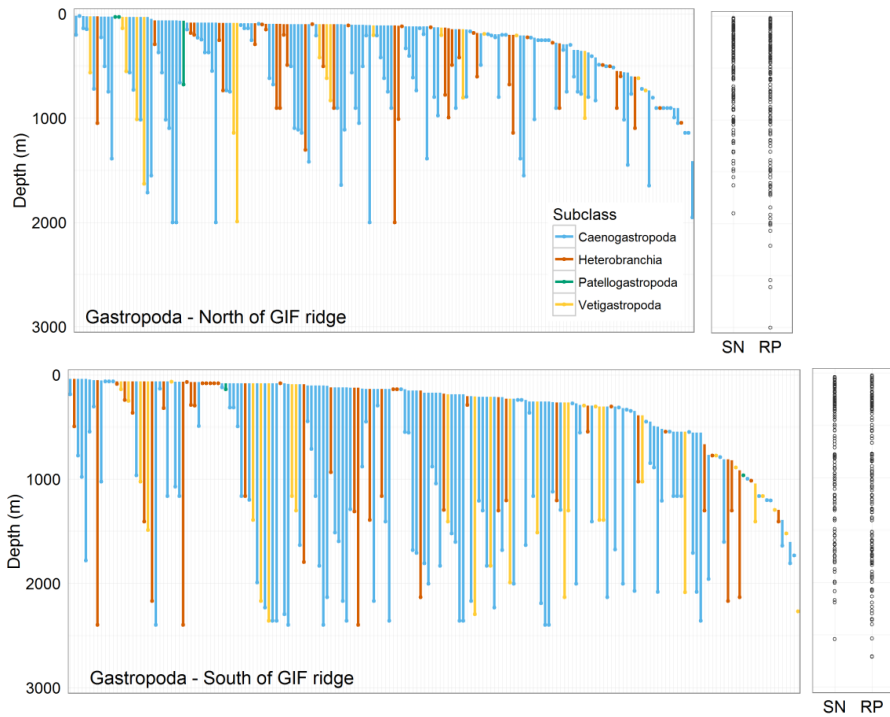 0
1000
2000
3000
Depth (m)
Subclass
Caenogastropoda
Heterobranchia
Patellogastropoda
Vetigastropoda
Gastropoda - North of GIF ridge
SN RP
0
1000
2000
3000
Depth (m)
Gastropoda - South of GIF ridge
SN RP